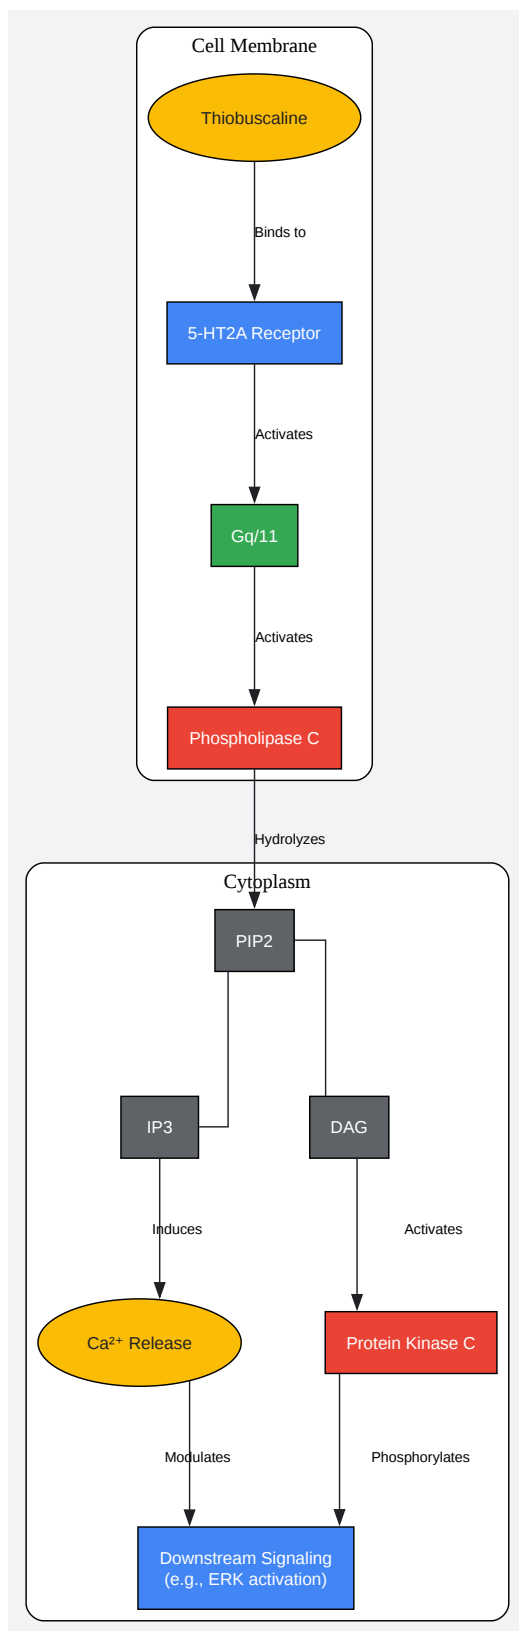 Cell Membrane
Thiobuscaline
Binds to
5-HT2A Receptor
Activates
Gq/11
Activates
Phospholipase C
Hydrolyzes
Cytoplasm
PIP2
IP3
DAG
Induces
Activates
Ca²⁺ Release
Protein Kinase C
Modulates
Phosphorylates
Downstream Signaling
(e.g., ERK activation)